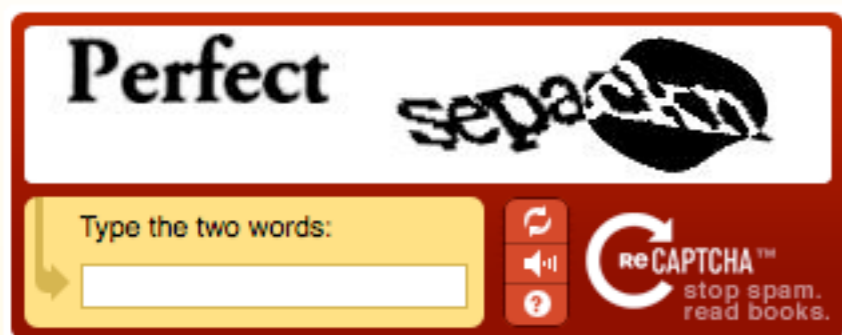 Perfect
Type the two words:
ReCAPTCHA™
stop spam.
read books.